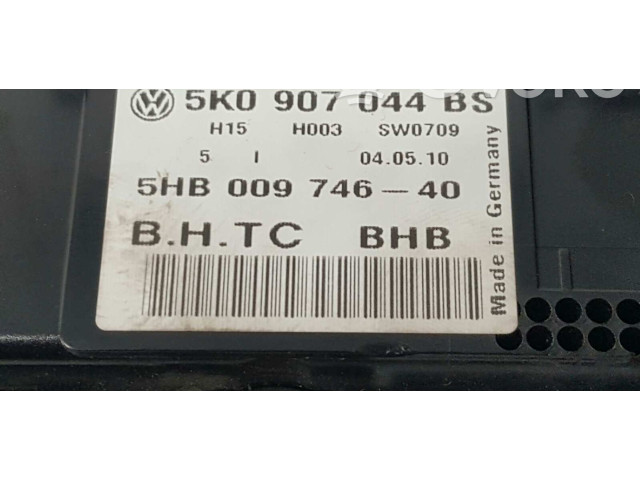 5K0 907 044 BS
H15 H003 SW0709
5 I 04.05.10
5HB 009 746-40
B.H.TC BHB
Made in Germany